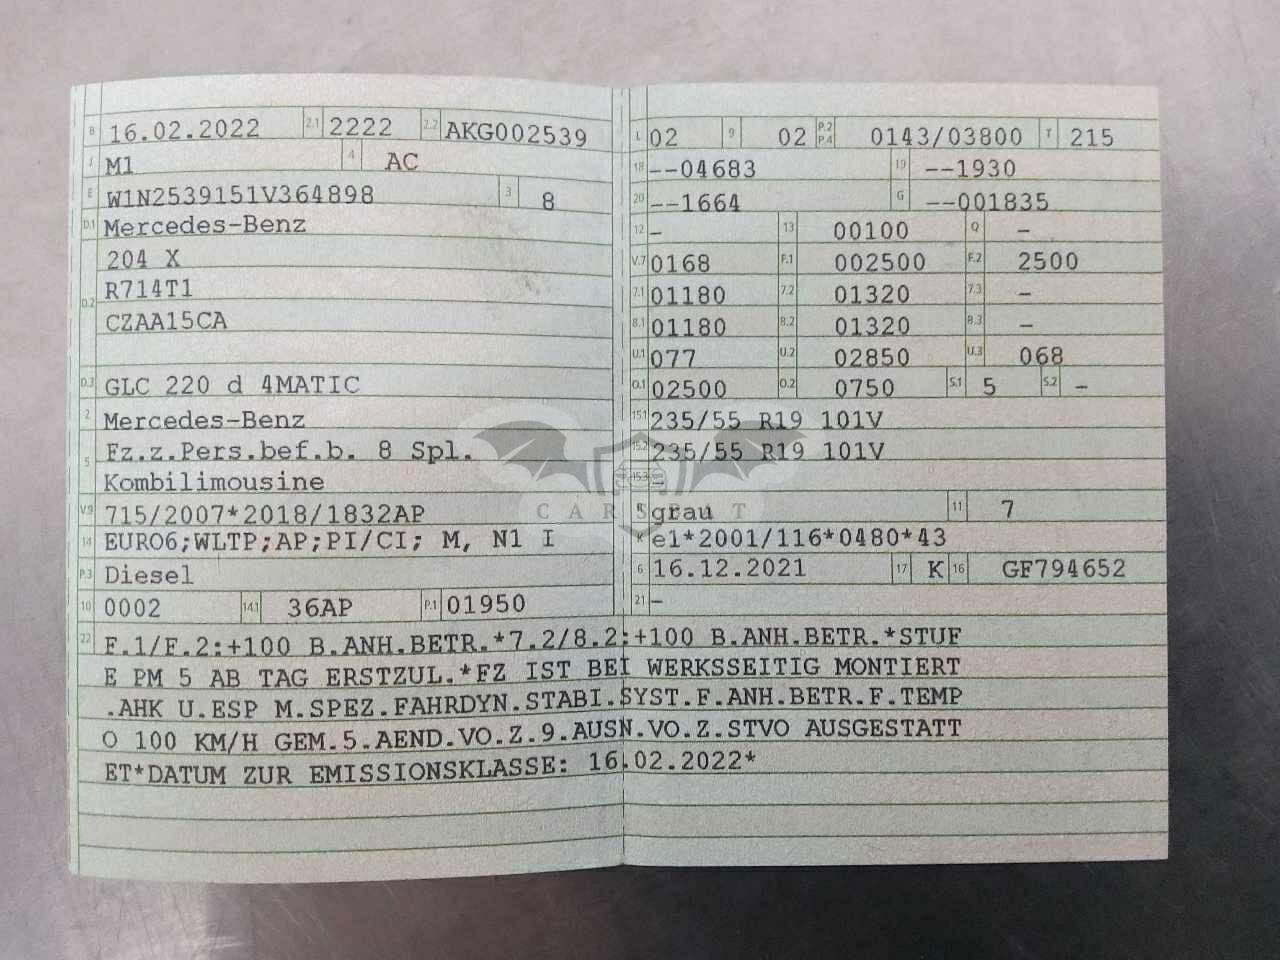 B 16.02.2022 2.1 2222 2.2 AKG002539
J M1 4 AC
E W1N2539151V364898 3 8
D.1 Mercedes-Benz
204 X
D.2 R714T1
CZAA15CA
D.3 GLC 220 d 4MATIC
2 Mercedes-Benz
5 Fz.z.Pers.bef.b. 8 Spl.
Kombilimousine
V.9 715/2007*2018/1832AP
14 EURO6;WLTP;AP;PI/CI; M, N1 I
P.3 Diesel
10 0002 14.1 36AP P.1 01950
L 02 9 02 P.2 P.4 0143/03800 T 215
18 --04683 19 --1930
20 --1664 G --001835
12 - 13 00100 Q -
V.7 0168 F.1 002500 F.2 2500
7.1 01180 7.2 01320 7.3 -
8.1 01180 8.2 01320 8.3 -
U.1 077 U.2 02850 U.3 068
O.1 02500 O.2 0750 S.1 5 S.2 -
15.1 235/55 R19 101V
15.2 235/55 R19 101V
15.3 -
R grau 11 7
K e1*2001/116*0480*43
6 16.12.2021 17 K 16 GF794652
21 -
22 F.1/F.2:+100 B.ANH.BETR.*7.2/8.2:+100 B.ANH.BETR.*STUF
E PM 5 AB TAG ERSTZUL.*FZ IST BEI WERKSSEITIG MONTIERT
.AHK U.ESP M.SPEZ.FAHRDYN.STABI.SYST.F.ANH.BETR.F.TEMP
O 100 KM/H GEM.5.AEND.VO.Z.9.AUSN.VO.Z.STVO AUSGESTATT
ET*DATUM ZUR EMISSIONSKLASSE: 16.02.2022*